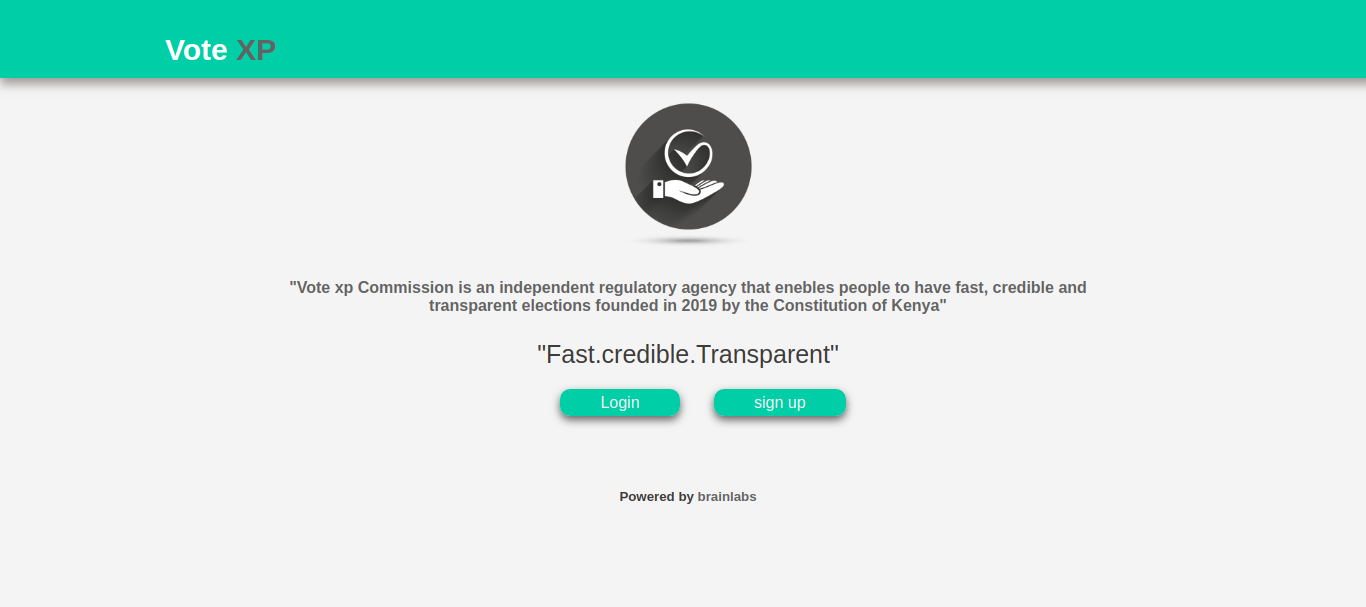 Vote XP
"Vote xp Commission is an independent regulatory agency that enebles people to have fast, credible and
transparent elections founded in 2019 by the Constitution of Kenya"
"Fast.credible.Transparent"
Login
sign up
Powered by brainlabs